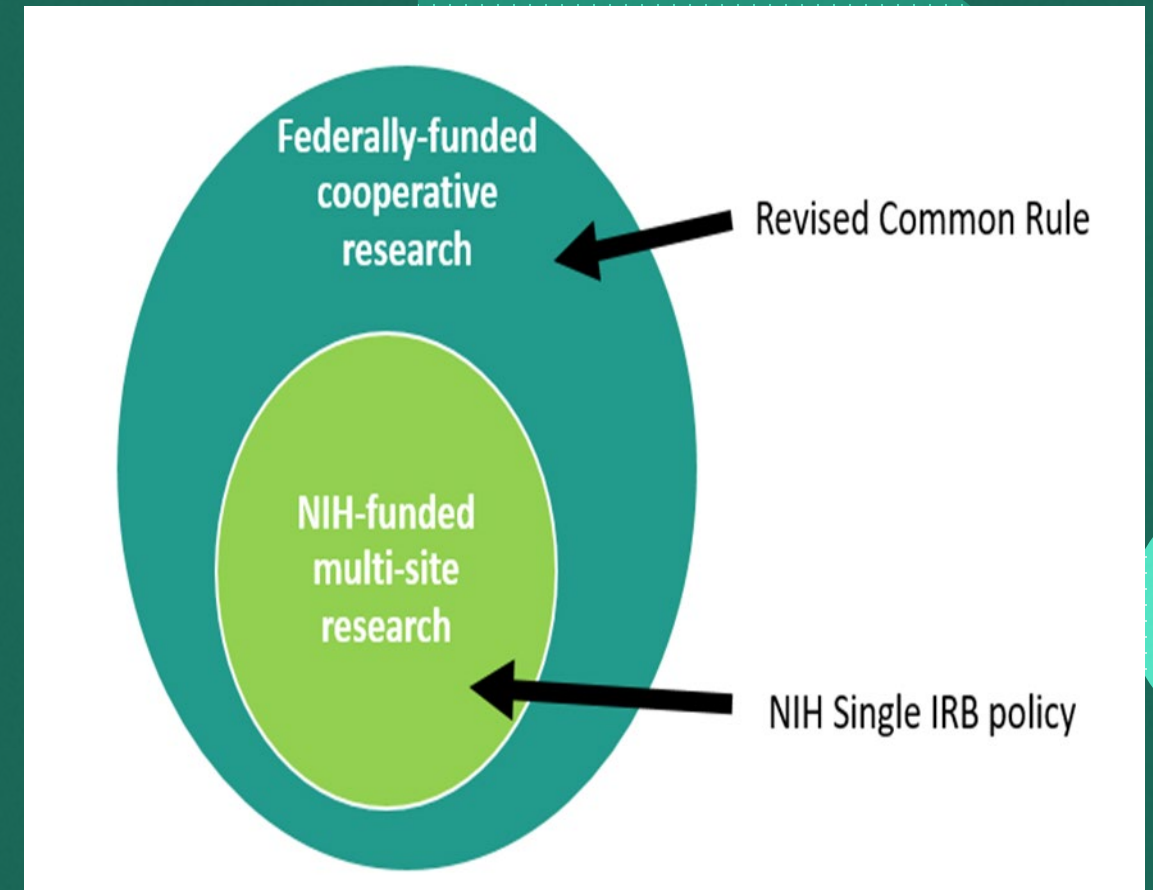 Federally-funded
cooperative
research
Revised Common Rule
NIH-funded
multi-site
research
NIH Single IRB policy